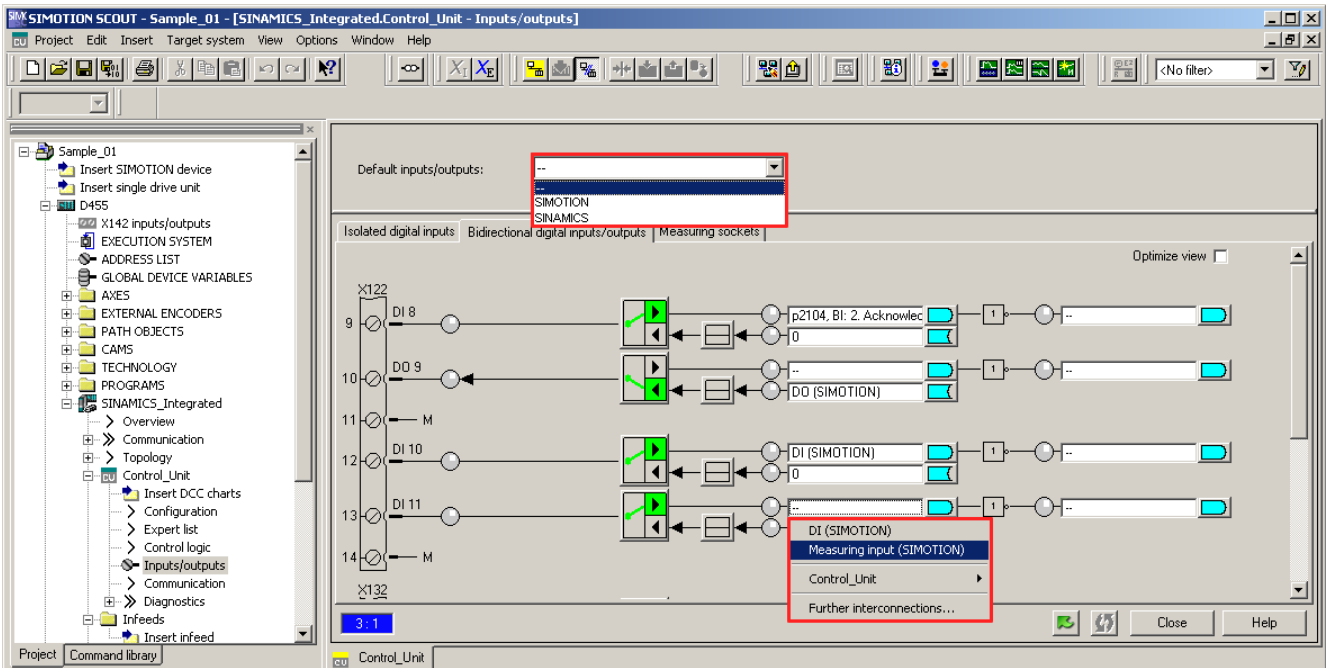 SIMOTION SCOUT - Sample_01 - [SINAMICS_Integrated.Control_Unit - Inputs/outputs]
Project Edit Insert Target system View Options Window Help
<No filter>
Sample_01
Insert SIMOTION device
Insert single drive unit
D455
X142 inputs/outputs
EXECUTION SYSTEM
ADDRESS LIST
GLOBAL DEVICE VARIABLES
AXES
EXTERNAL ENCODERS
PATH OBJECTS
CAMS
TECHNOLOGY
PROGRAMS
SINAMICS_Integrated
Overview
Communication
Topology
Control_Unit
Insert DCC charts
Configuration
Expert list
Control logic
Inputs/outputs
Communication
Diagnostics
Infeeds
Insert infeed
Project Command library
Default inputs/outputs: --
--
SIMOTION
SINAMICS
Isolated digital inputs Bidirectional digital inputs/outputs Measuring sockets
Optimize view
X122
DI 8
9 p2104, BI: 2. Acknowlec 1 --
0
DO 9
10 -- 1 --
DO (SIMOTION)
11 M
DI 10
12 DI (SIMOTION) 1 --
0
DI 11
13 -- 1 --
DI (SIMOTION)
Measuring input (SIMOTION)
Control_Unit
Further interconnections...
14 M
X132
3:1 Close Help
CU Control_Unit